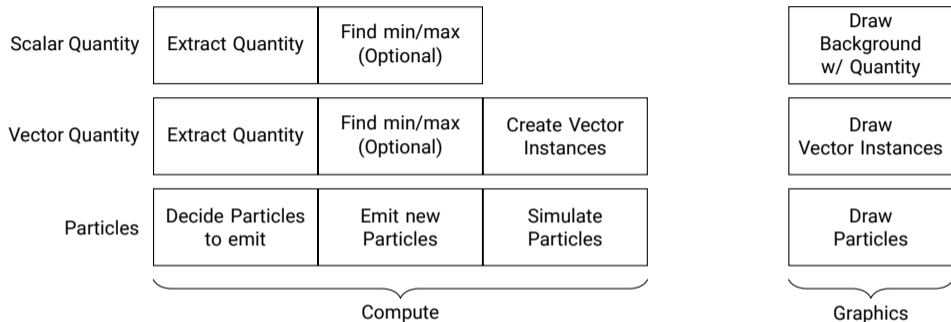 Scalar Quantity
Extract Quantity
Find min/max
(Optional)
Draw
Background
w/ Quantity
Vector Quantity
Extract Quantity
Find min/max
(Optional)
Create Vector
Instances
Draw
Vector Instances
Particles
Decide Particles
to emit
Emit new
Particles
Simulate
Particles
Draw
Particles
Compute
Graphics